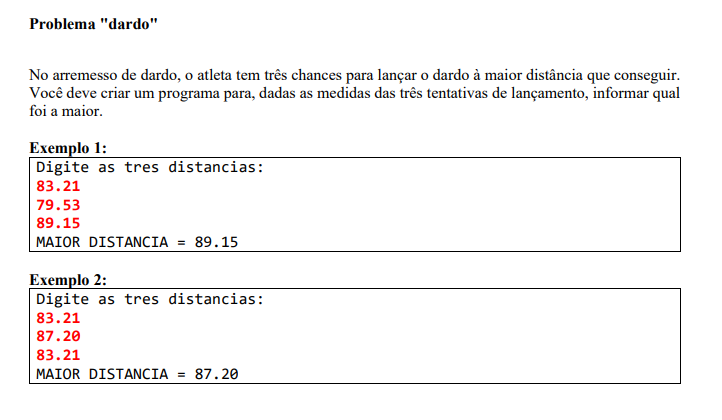 Problema "dardo"
No arremesso de dardo, o atleta tem três chances para lançar o dardo à maior distância que conseguir.
Você deve criar um programa para, dadas as medidas das três tentativas de lançamento, informar qual
foi a maior.
Exemplo 1:
Digite as tres distancias:
83.21
79.53
89.15
MAIOR DISTANCIA = 89.15
Exemplo 2:
Digite as tres distancias:
83.21
87.20
83.21
MAIOR DISTANCIA = 87.20